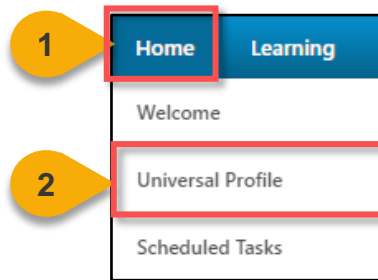 1 Home Learning
Welcome
2 Universal Profile
Scheduled Tasks